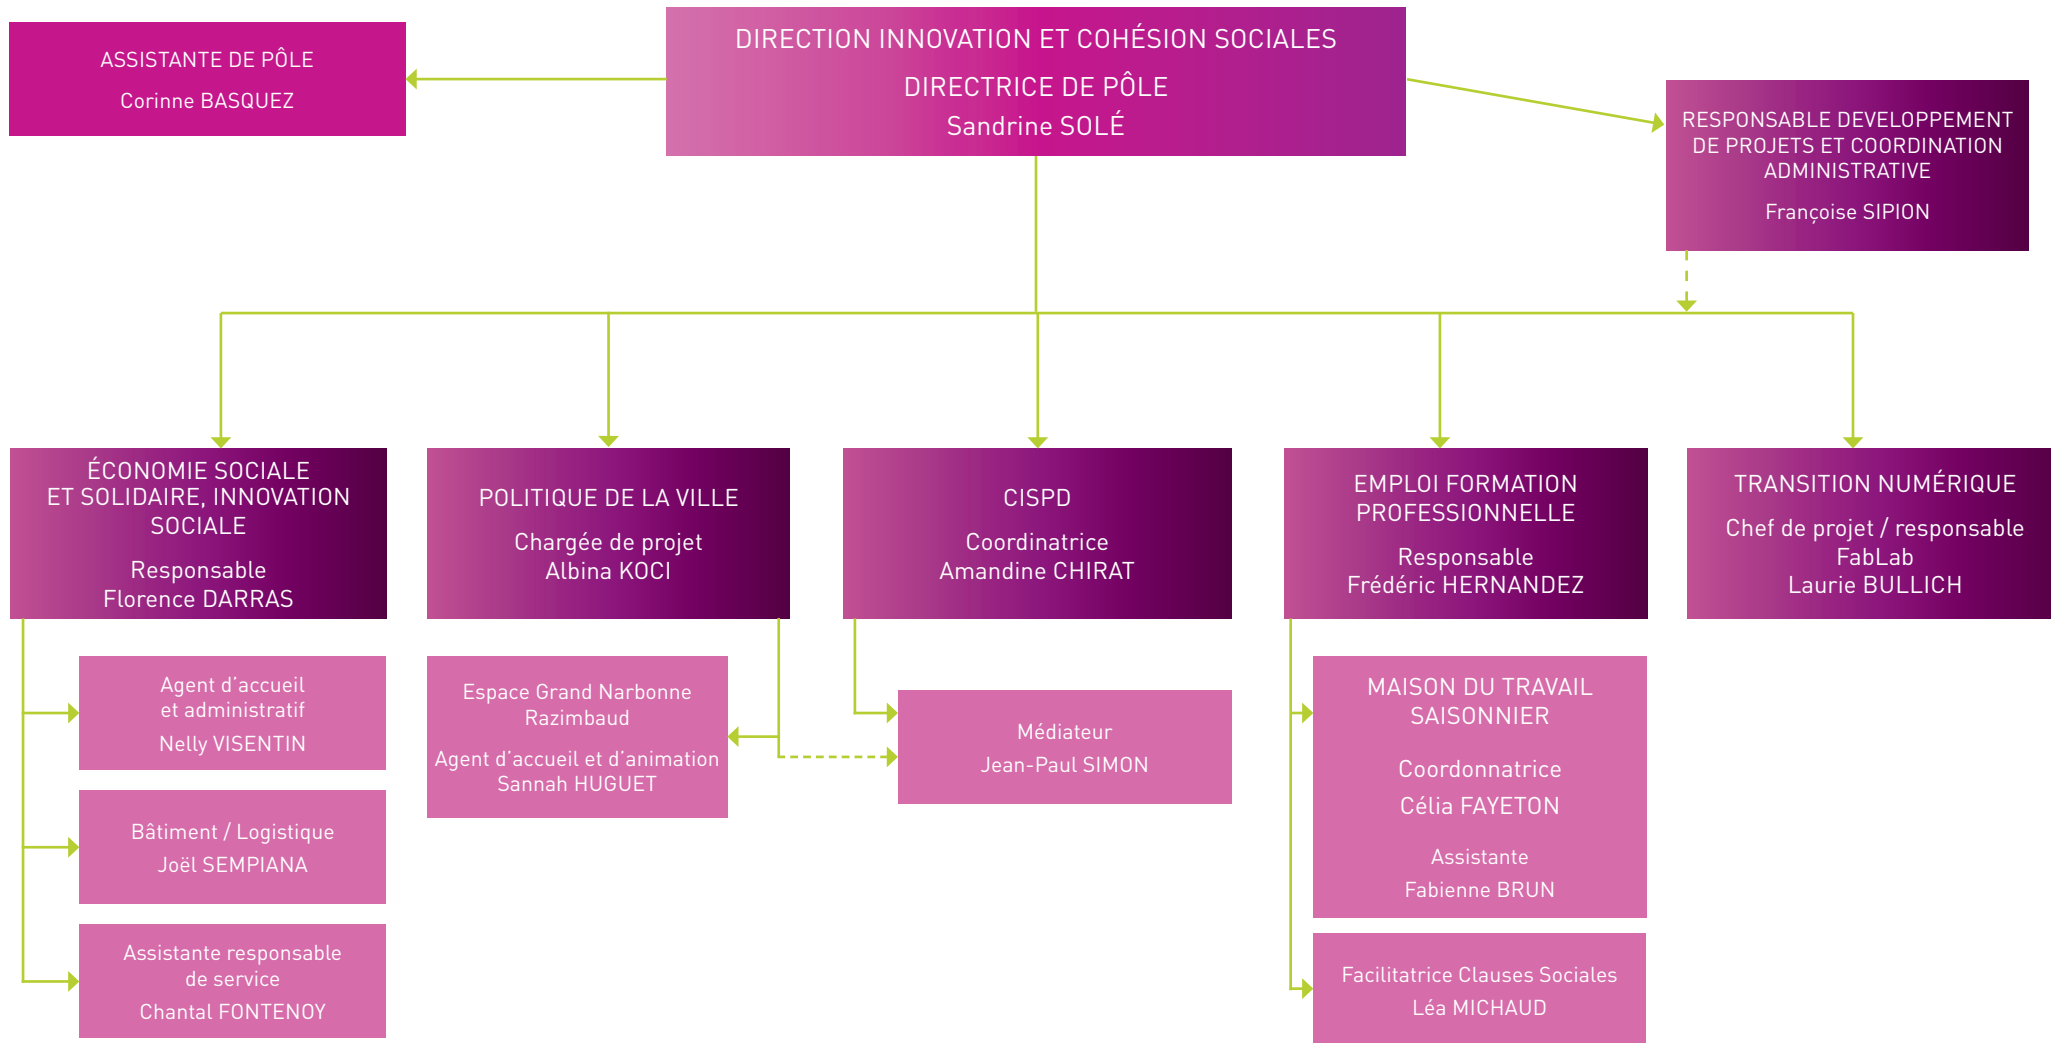 ASSISTANTE DE PÔLE
Corinne BASQUEZ
DIRECTION INNOVATION ET COHÉSION SOCIALES
DIRECTRICE DE PÔLE
Sandrine SOLÉ
RESPONSABLE DEVELOPPEMENT
DE PROJETS ET COORDINATION
ADMINISTRATIVE
Françoise SIPION
ÉCONOMIE SOCIALE
ET SOLIDAIRE, INNOVATION
SOCIALE
Responsable
Florence DARRAS
POLITIQUE DE LA VILLE
Chargée de projet
Albina KOCI
CISPD
Coordinatrice
Amandine CHIRAT
EMPLOI FORMATION
PROFESSIONNELLE
Responsable
Frédéric HERNANDEZ
TRANSITION NUMÉRIQUE
Chef de projet / responsable
FabLab
Laurie BULLICH
Agent d’accueil
et administratif
Nelly VISENTIN
Bâtiment / Logistique
Joël SEMPIANA
Assistante responsable
de service
Chantal FONTENOY
Espace Grand Narbonne
Razimbaud
Agent d’accueil et d’animation
Sannah HUGUET
Médiateur
Jean-Paul SIMON
MAISON DU TRAVAIL
SAISONNIER
Coordonnatrice
Célia FAYETON
Assistante
Fabienne BRUN
Facilitatrice Clauses Sociales
Léa MICHAUD